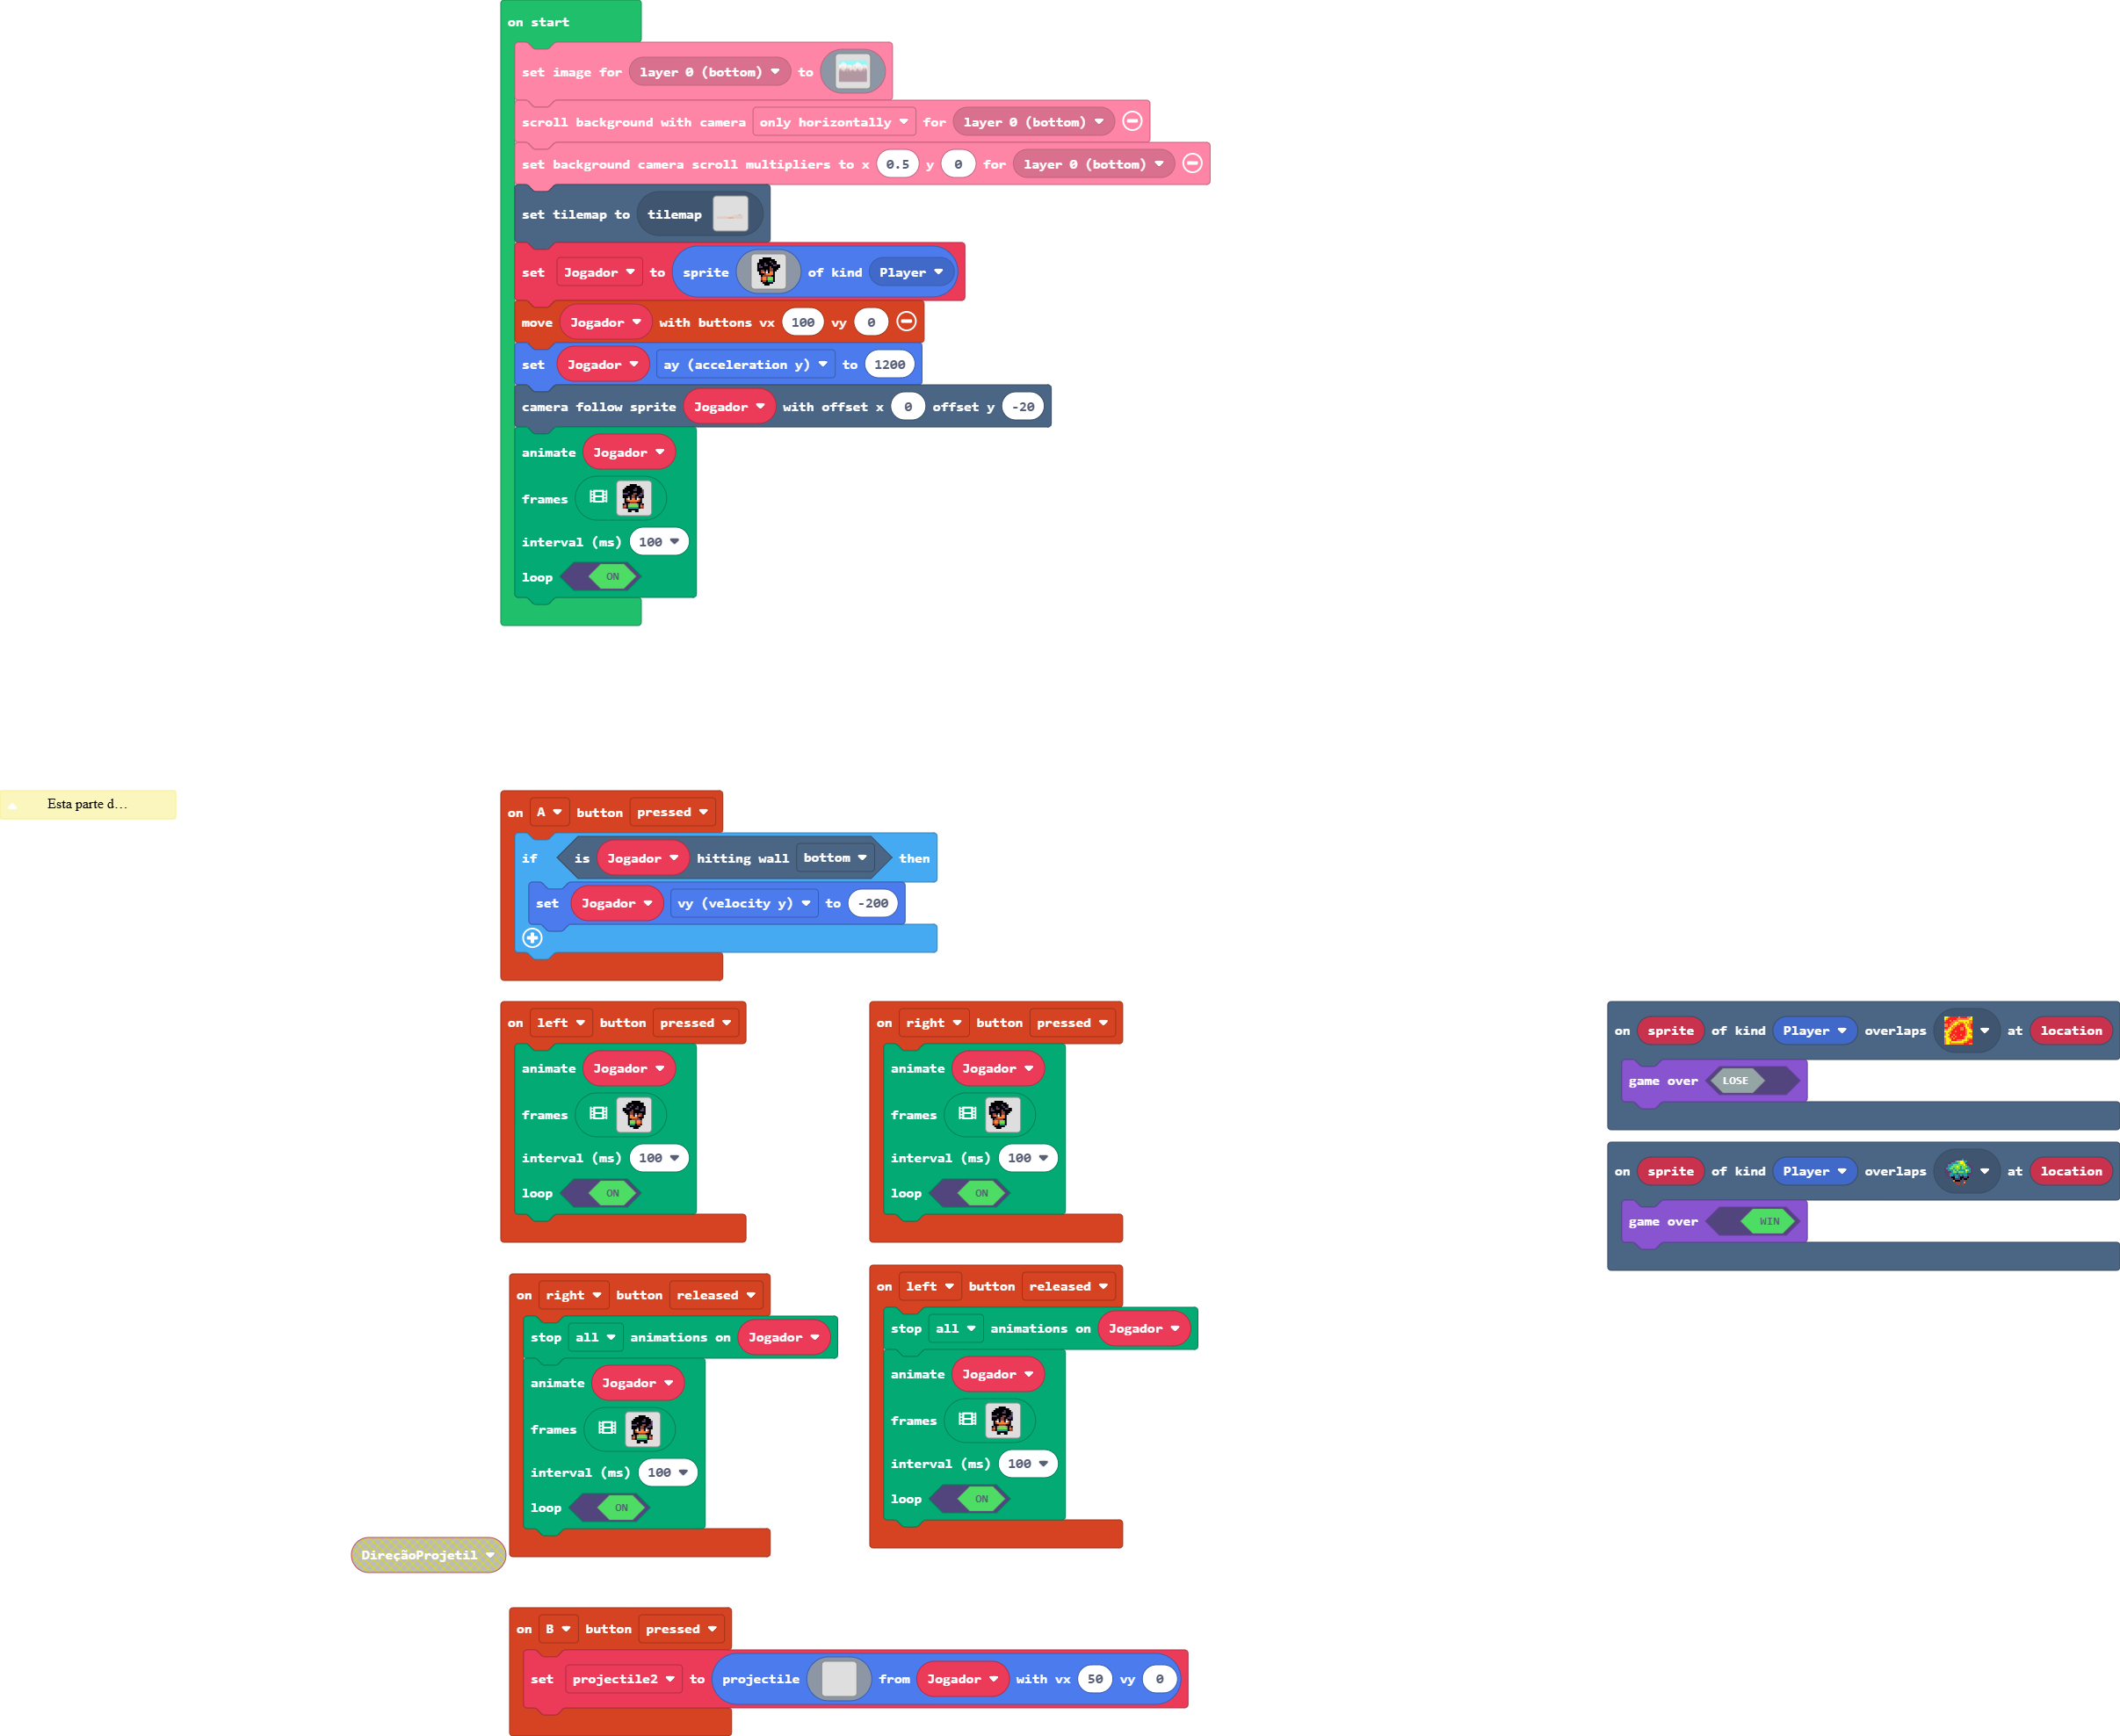 on start
set image for layer 0 (bottom) to
scroll background with camera only horizontally for layer 0 (bottom)
set background camera scroll multipliers to x 0.5 y 0 for layer 0 (bottom)
set tilemap to tilemap
set Jogador to sprite of kind Player
move Jogador with buttons vx 100 vy 0
set Jogador ay (acceleration y) to 1200
camera follow sprite Jogador with offset x 0 offset y -20
animate Jogador
frames
interval (ms) 100
loop ON
Esta parte d...
on A button pressed
if is Jogador hitting wall bottom then
set Jogador vy (velocity y) to -200
on left button pressed
animate Jogador
frames
interval (ms) 100
loop ON
on right button pressed
animate Jogador
frames
interval (ms) 100
loop ON
on sprite of kind Player overlaps at location
game over LOSE
on sprite of kind Player overlaps at location
game over WIN
on right button released
stop all animations on Jogador
animate Jogador
frames
interval (ms) 100
loop ON
on left button released
stop all animations on Jogador
animate Jogador
frames
interval (ms) 100
loop ON
DireçãoProjetil
on B button pressed
set projectile2 to projectile from Jogador with vx 50 vy 0